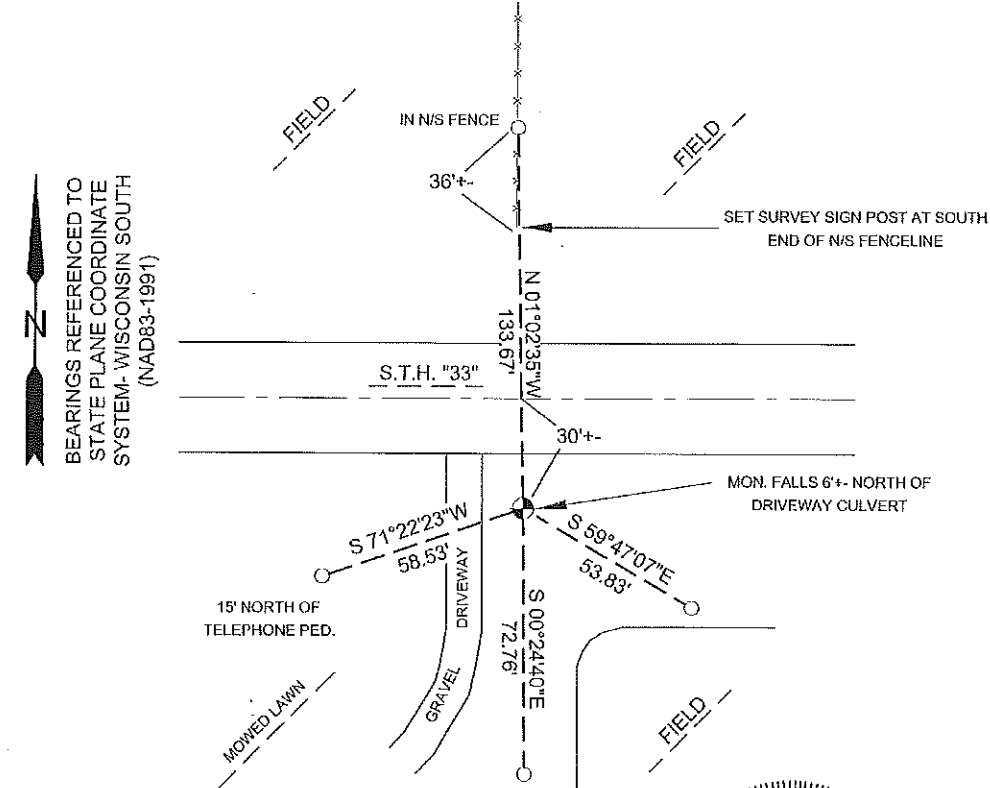 FIELD
IN N/S FENCE
FIELD
36'+-
SET SURVEY SIGN POST AT SOUTH
END OF N/S FENCELINE
N
BEARINGS REFERENCED TO
STATE PLANE COORDINATE
SYSTEM- WISCONSIN SOUTH
(NAD83-1991)
N 01°02'35"W
133.67'
S.T.H. "33"
30'+-
MON. FALLS 6'+- NORTH OF
DRIVEWAY CULVERT
S 71°22'23"W
58.53'
S 59°47'07"E
53.83'
15' NORTH OF
TELEPHONE PED.
DRIVEWAY
GRAVEL
S 00°24'40"E
72.76'
MOWED LAWN
FIELD